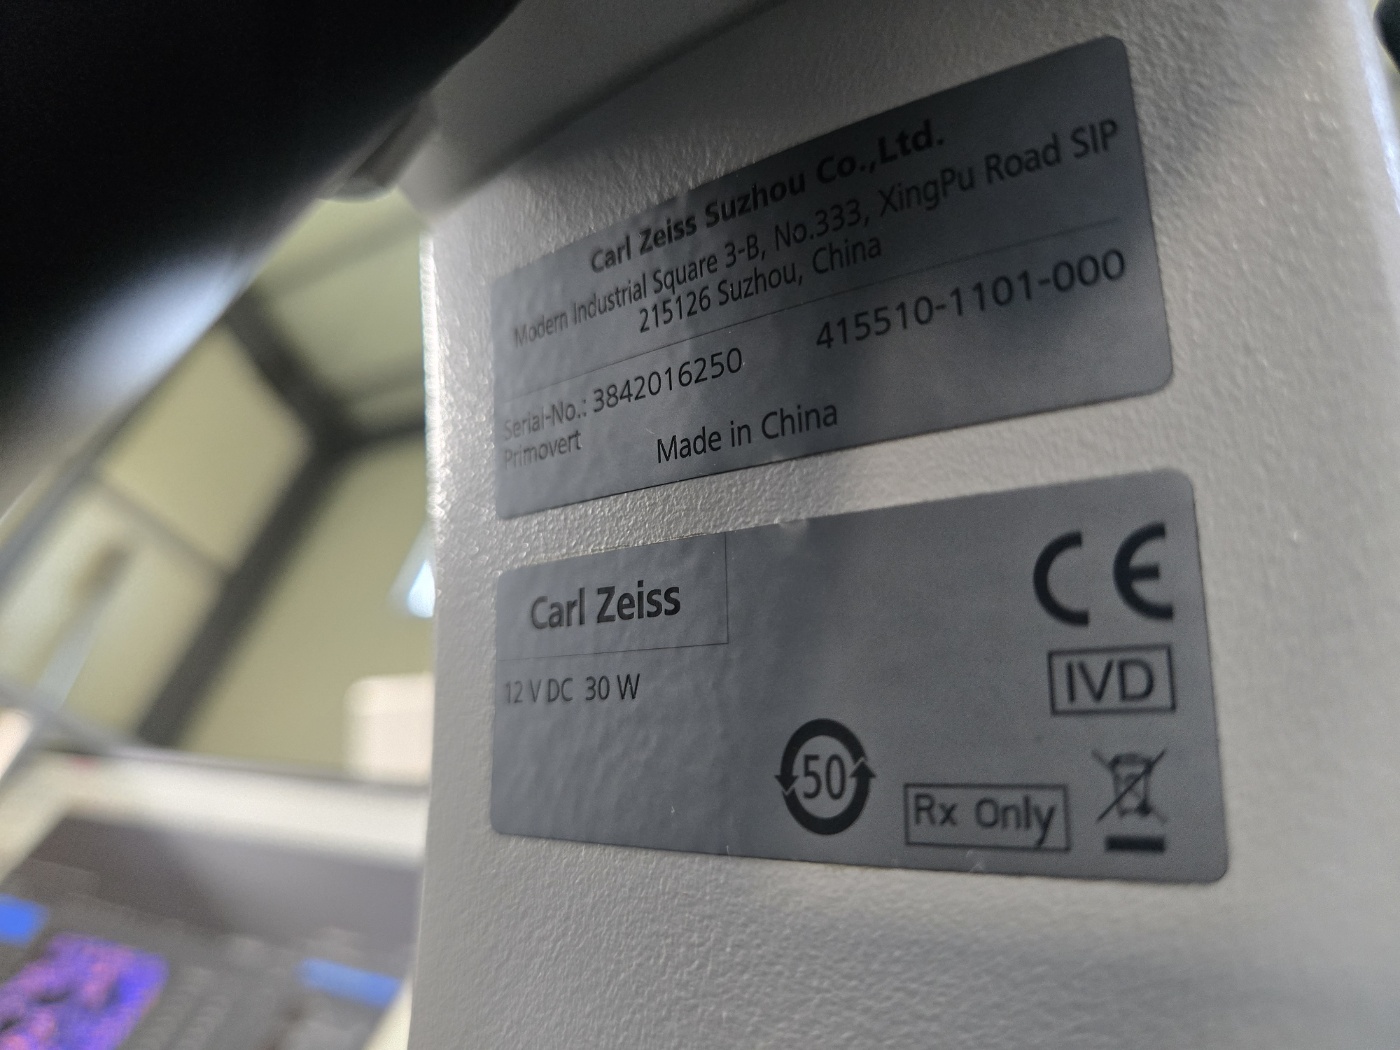 Carl Zeiss Suzhou Co.,Ltd.
Modern Industrial Square 3-B, No.333, XingPu Road SIP
215126 Suzhou, China
Serial-No.: 3842016250 415510-1101-000
Primovert
Made in China
Carl Zeiss
12 V DC 30 W
CE
IVD
50
Rx Only